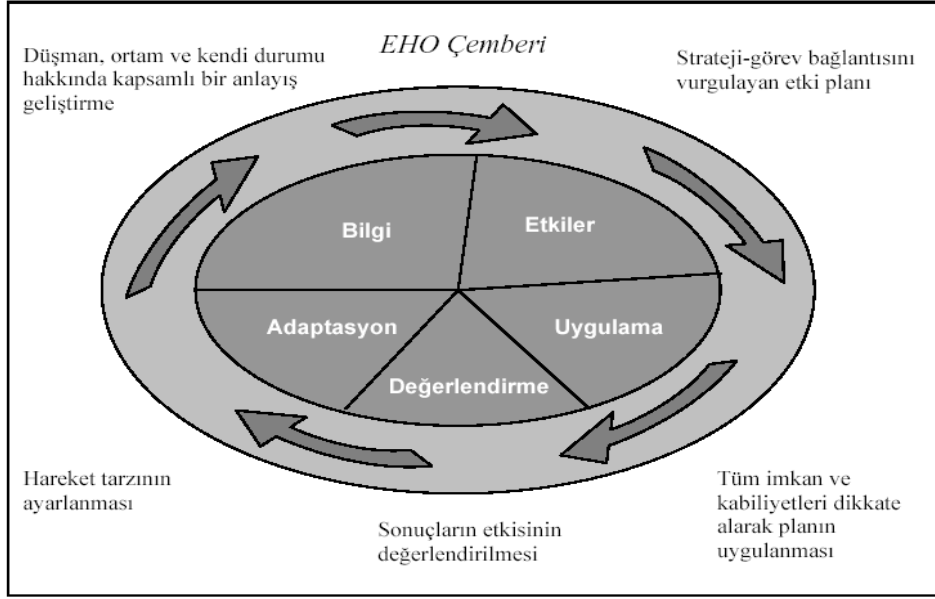 EHO Çemberi
Düşman, ortam ve kendi durumu
hakkında kapsamlı bir anlayış
geliştirme
Strateji-görev bağlantısını
vurgulayan etki planı
Bilgi
Etkiler
Adaptasyon
Uygulama
Değerlendirme
Hareket tarzının
ayarlanması
Sonuçların etkisinin
değerlendirilmesi
Tüm imkan ve
kabiliyetleri dikkate
alarak planın
uygulanması